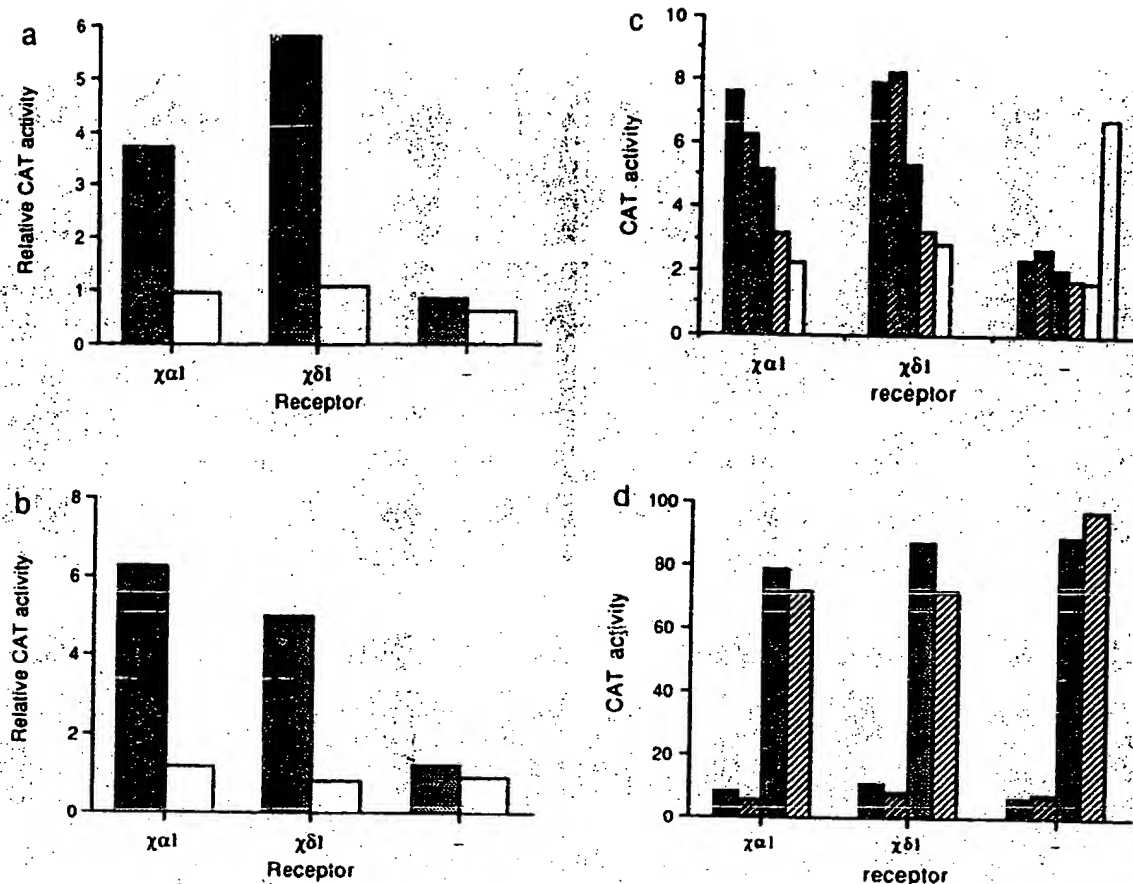 a
Relative CAT activity
6
5
4
3
2
1
0
χα1 χδ1 –
Receptor
b
Relative CAT activity
8
6
4
2
0
χα1 χδ1 –
Receptor
c
CAT activity
10
8
6
4
2
0
χα1 χδ1 –
receptor
d
CAT activity
100
80
60
40
20
0
χα1 χδ1 –
receptor